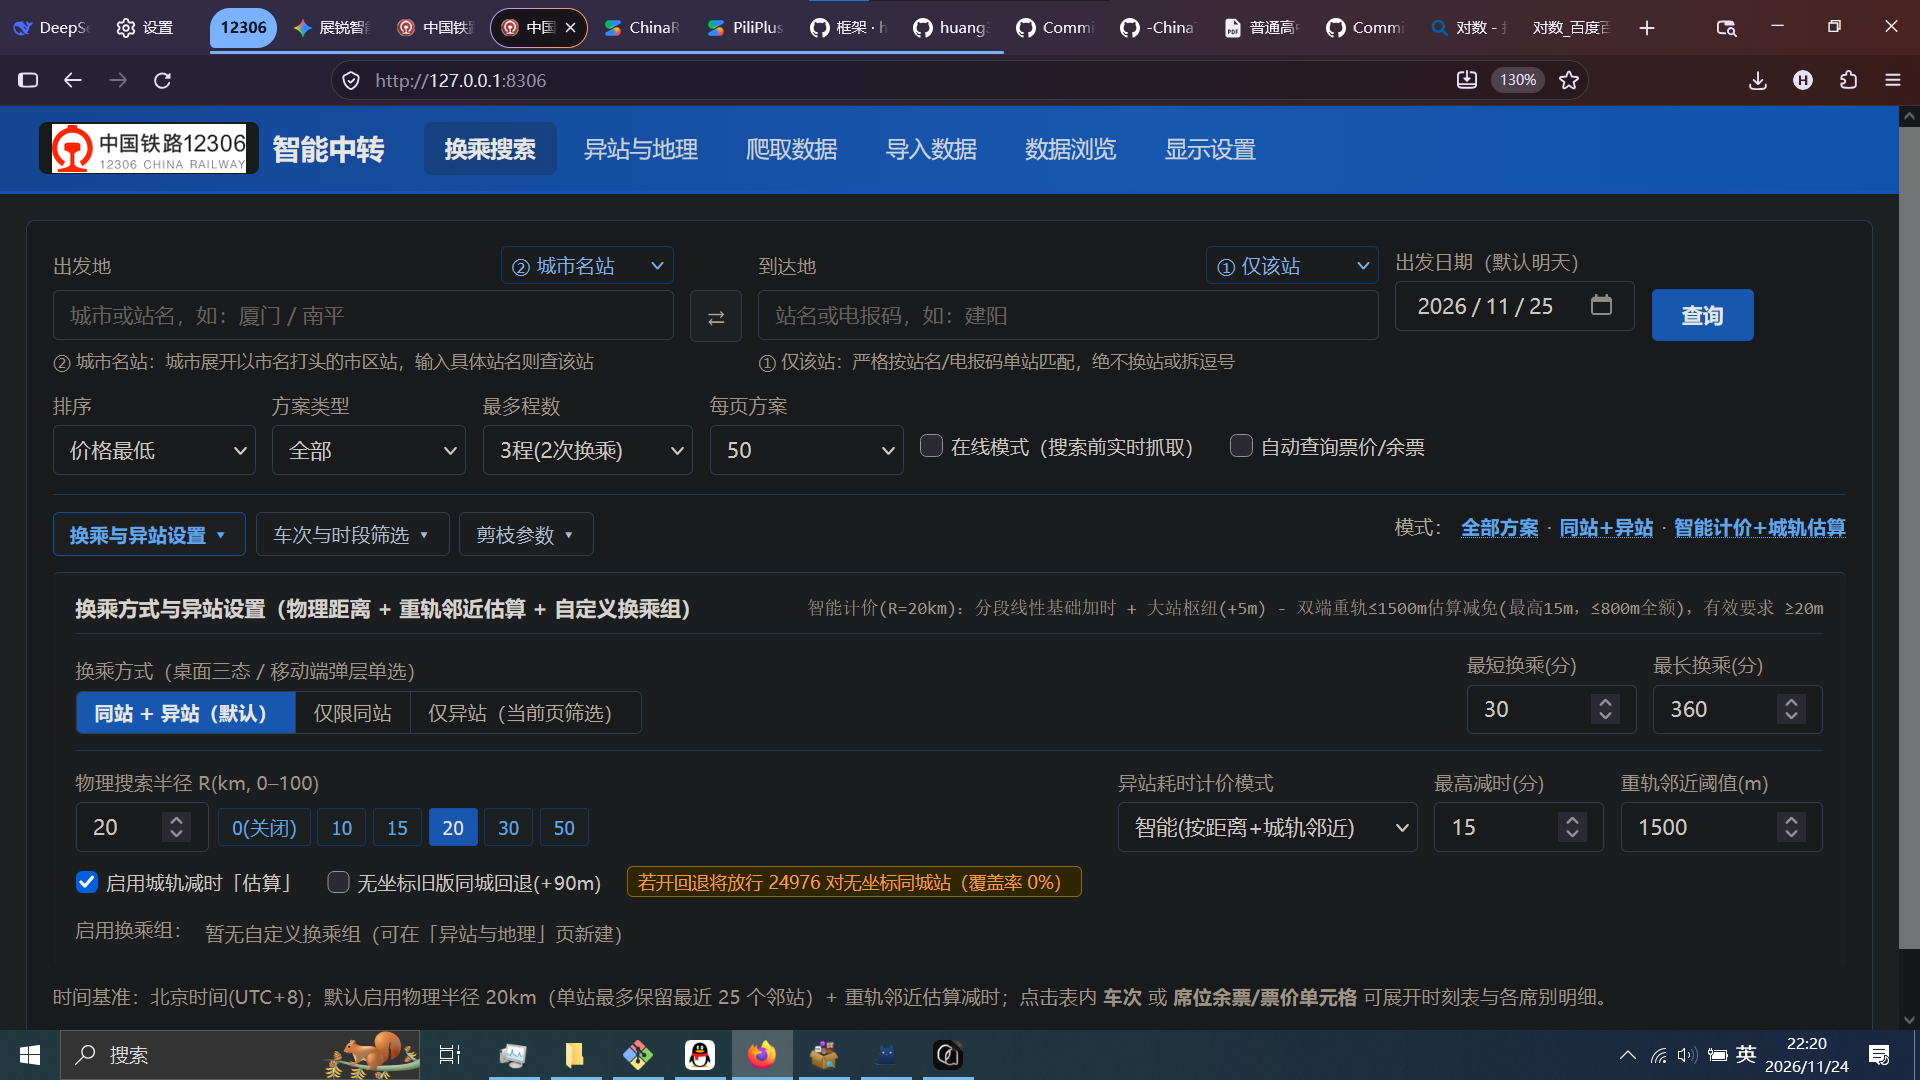 DeepS
设置
12306
展锐智能
中国铁路
中国
ChinaR
PiliPlus
框架 · h
huang
Commi
-China
普通高
Commi
对数 -
对数_百度百
http://127.0.0.1:8306
130%
H
中国铁路12306
12306 CHINA RAILWAY
智能中转
换乘搜索
异站与地理
爬取数据
导入数据
数据浏览
显示设置
出发地
② 城市名站
到达地
① 仅该站
出发日期（默认明天）
城市或站名，如：厦门 / 南平
⇄
站名或电报码，如：建阳
2026 / 11 / 25
查询
② 城市名站：城市展开以市名打头的市区站，输入具体站名则查该站
① 仅该站：严格按站名/电报码单站匹配，绝不换站或拆逗号
排序
方案类型
最多程数
每页方案
价格最低
全部
3程(2次换乘)
50
在线模式（搜索前实时抓取）
自动查询票价/余票
换乘与异站设置 ▼
车次与时段筛选 ▼
剪枝参数 ▼
模式： 全部方案 · 同站+异站 · 智能计价+城轨估算
换乘方式与异站设置（物理距离 + 重轨邻近估算 + 自定义换乘组）
智能计价(R=20km)：分段线性基础加时 + 大站枢纽(+5m) - 双端重轨≤1500m估算减免(最高15m，≤800m全额)，有效要求 ≥20m
换乘方式（桌面三态 / 移动端弹层单选）
最短换乘(分)
最长换乘(分)
同站 + 异站（默认）
仅限同站
仅异站（当前页筛选）
30
360
物理搜索半径 R(km, 0–100)
异站耗时计价模式
最高减时(分)
重轨邻近阈值(m)
20
0(关闭)
10
15
20
30
50
智能(按距离+城轨邻近)
15
1500
启用城轨减时「估算」
无坐标旧版同城回退(+90m)
若开回退将放行 24976 对无坐标同城站（覆盖率 0%）
启用换乘组：
暂无自定义换乘组（可在「异站与地理」页新建）
时间基准：北京时间(UTC+8)；默认启用物理半径 20km（单站最多保留最近 25 个邻站）+ 重轨邻近估算减时；点击表内 车次 或 席位余票/票价单元格 可展开时刻表与各席别明细。
搜索
英
22:20
2026/11/24